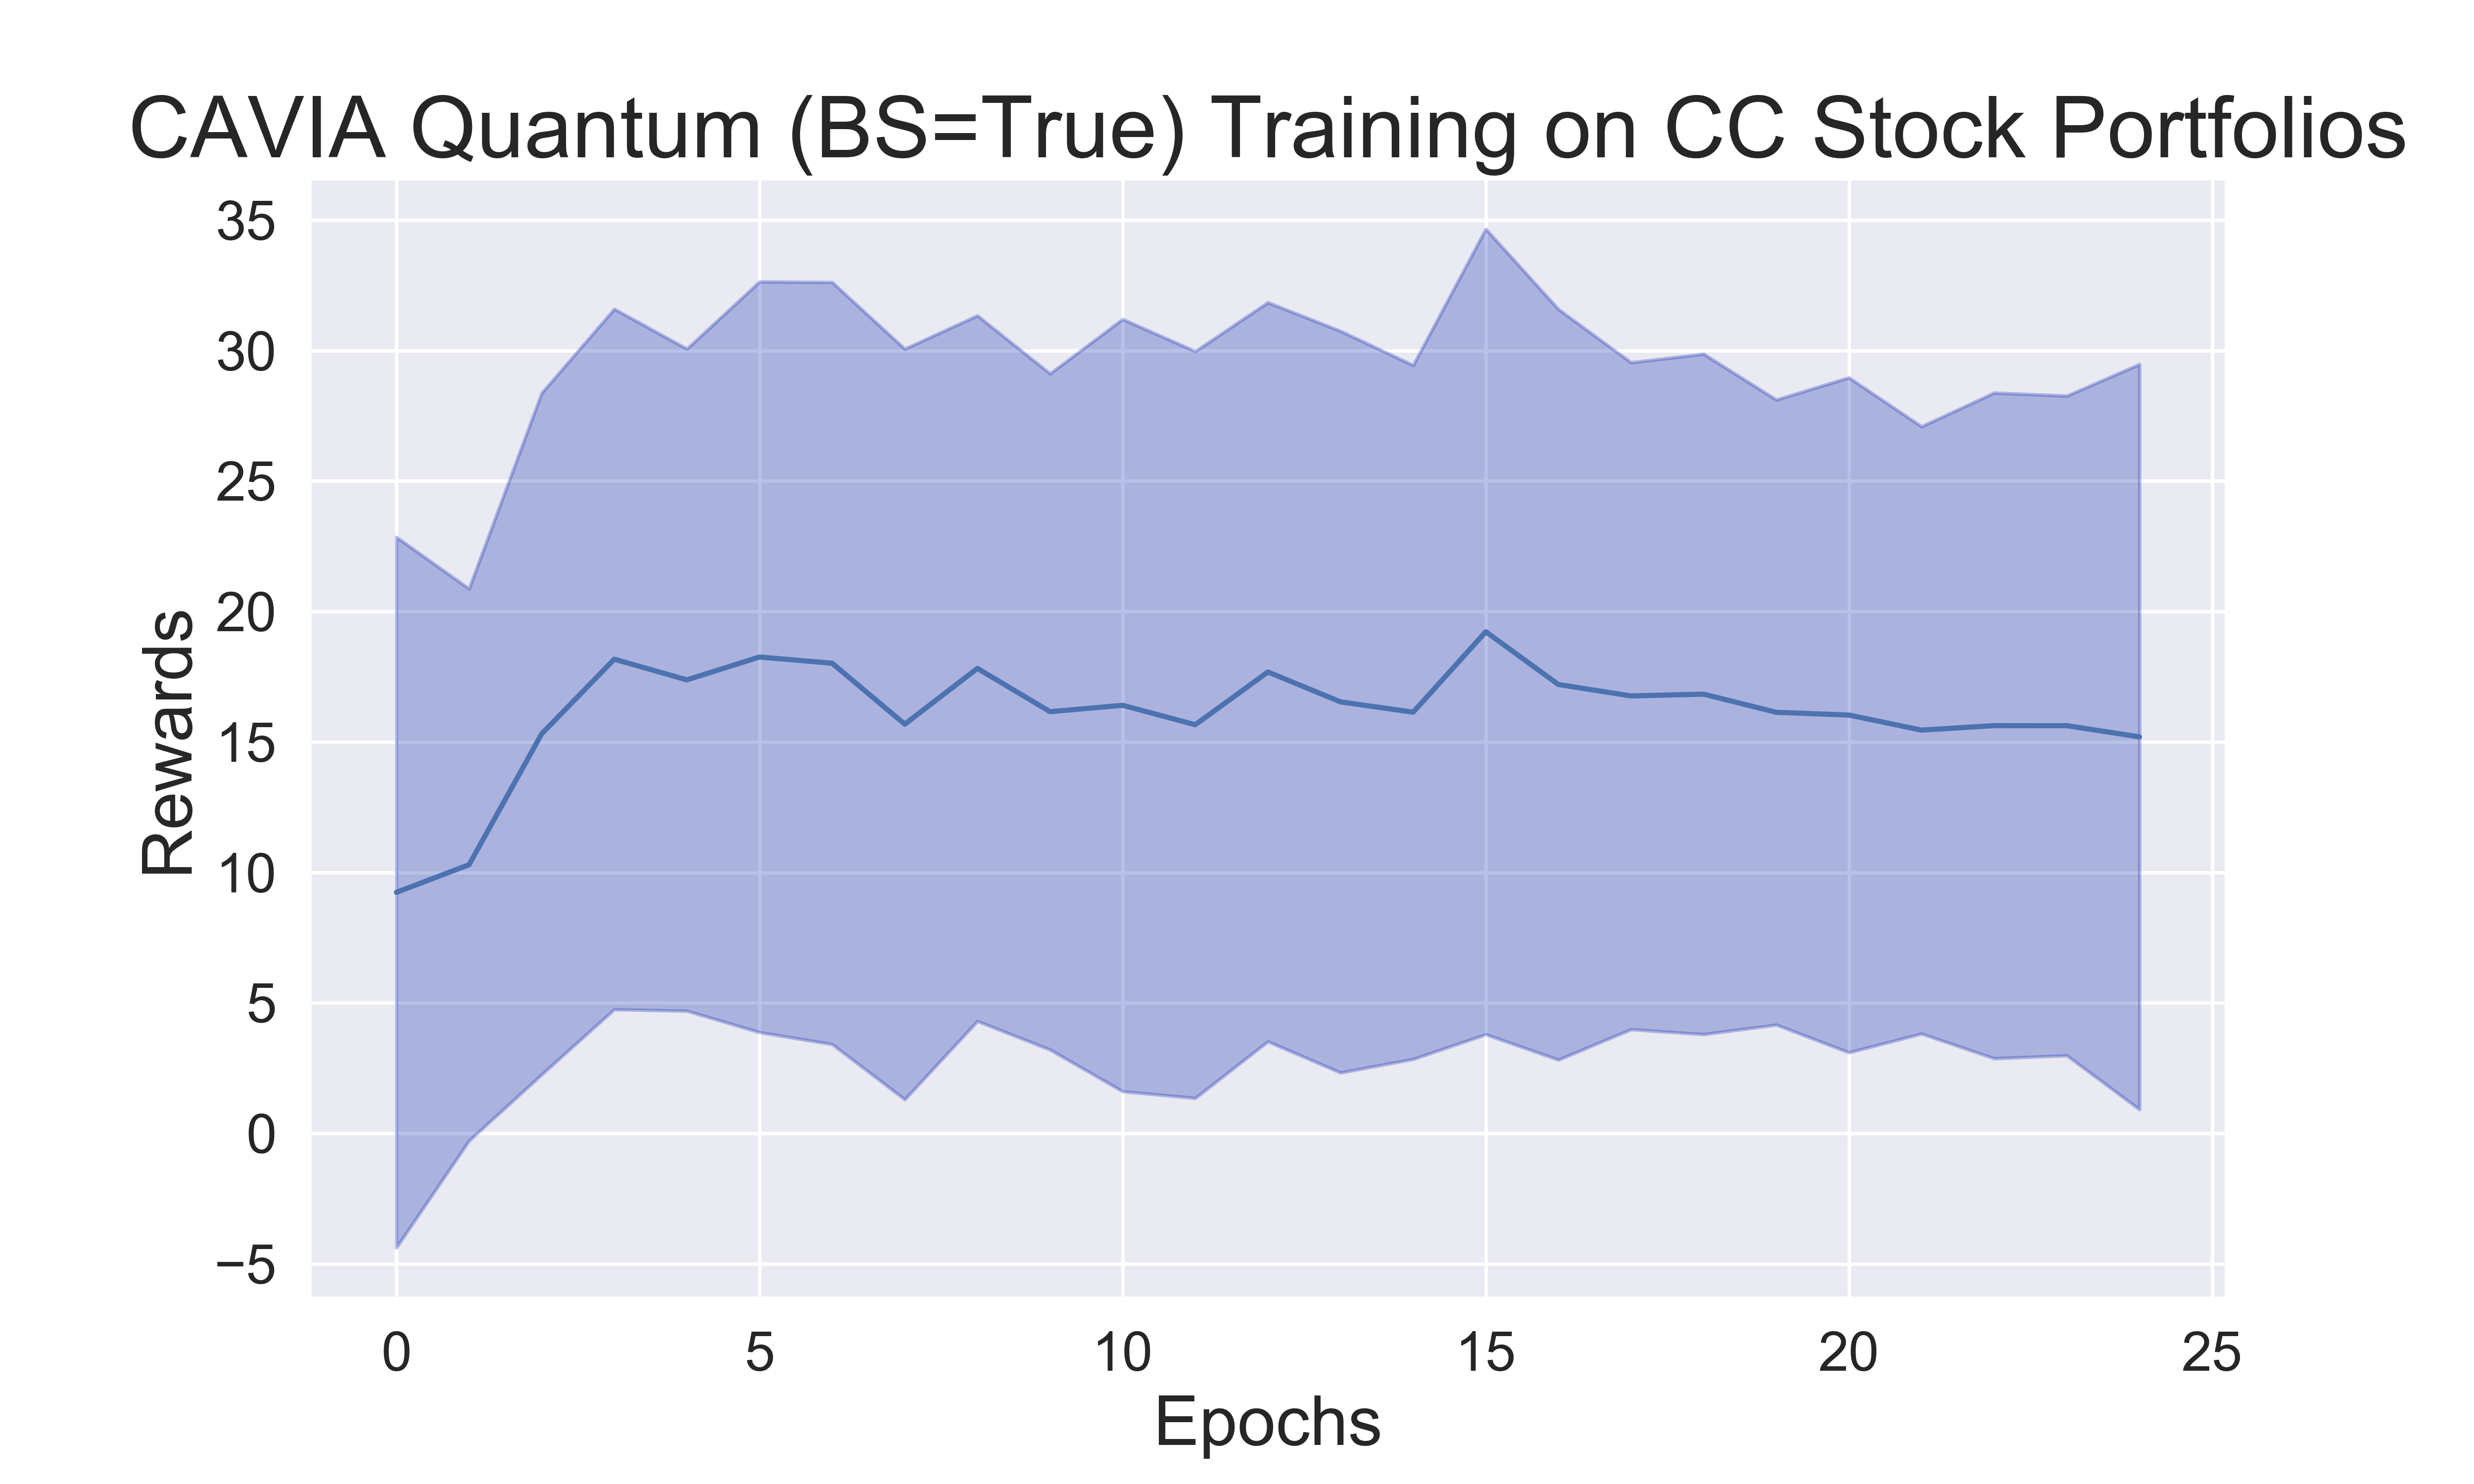 CAVIA Quantum (BS=True) Training on CC Stock Portfolios
35
30
25
20
15
10
5
0
−5
Rewards
0 5 10 15 20 25
Epochs